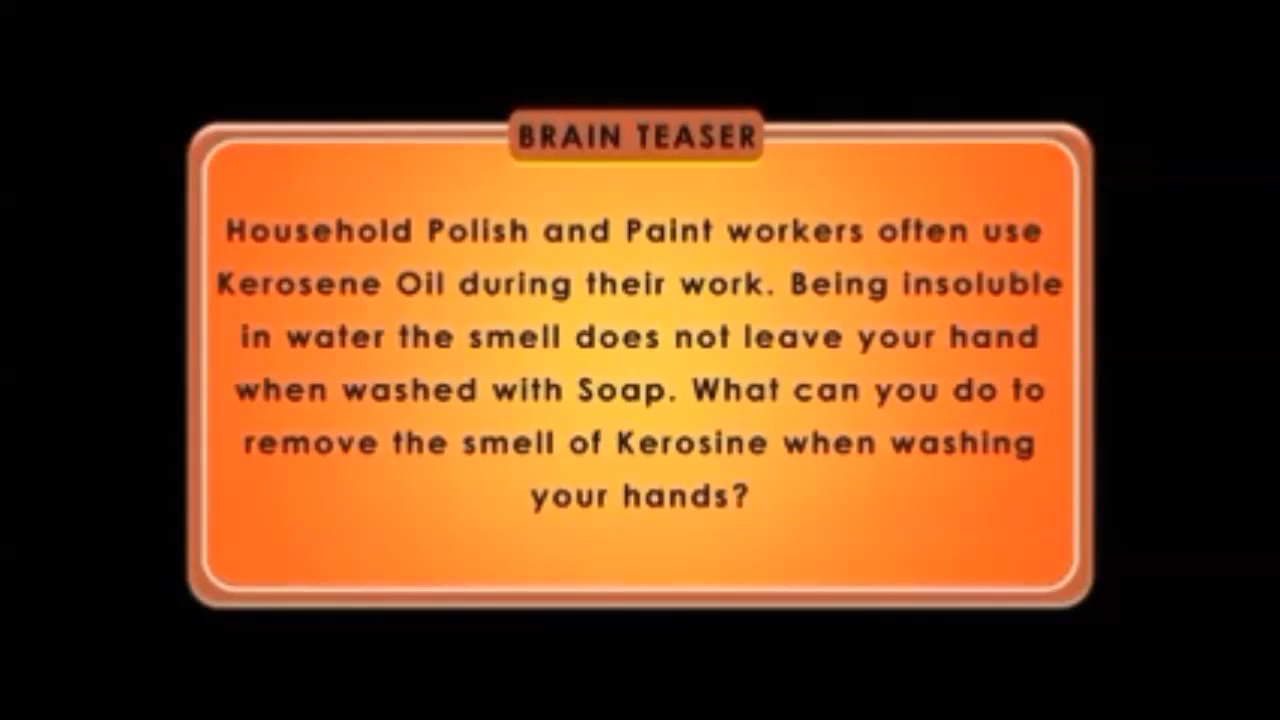 BRAIN TEASER
Household Polish and Paint workers often use
Kerosene Oil during their work. Being insoluble
in water the smell does not leave your hand
when washed with Soap. What can you do to
remove the smell of Kerosine when washing
your hands?